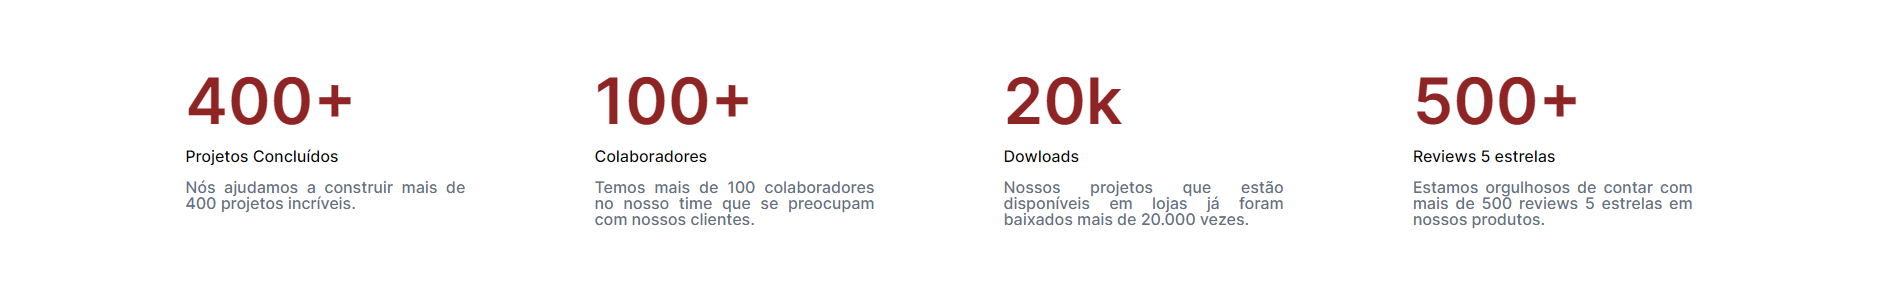 400+
Projetos Concluídos
Nós ajudamos a construir mais de
400 projetos incríveis.
100+
Colaboradores
Temos mais de 100 colaboradores
no nosso time que se preocupam
com nossos clientes.
20k
Dowloads
Nossos projetos que estão
disponíveis em lojas já foram
baixados mais de 20.000 vezes.
500+
Reviews 5 estrelas
Estamos orgulhosos de contar com
mais de 500 reviews 5 estrelas em
nossos produtos.